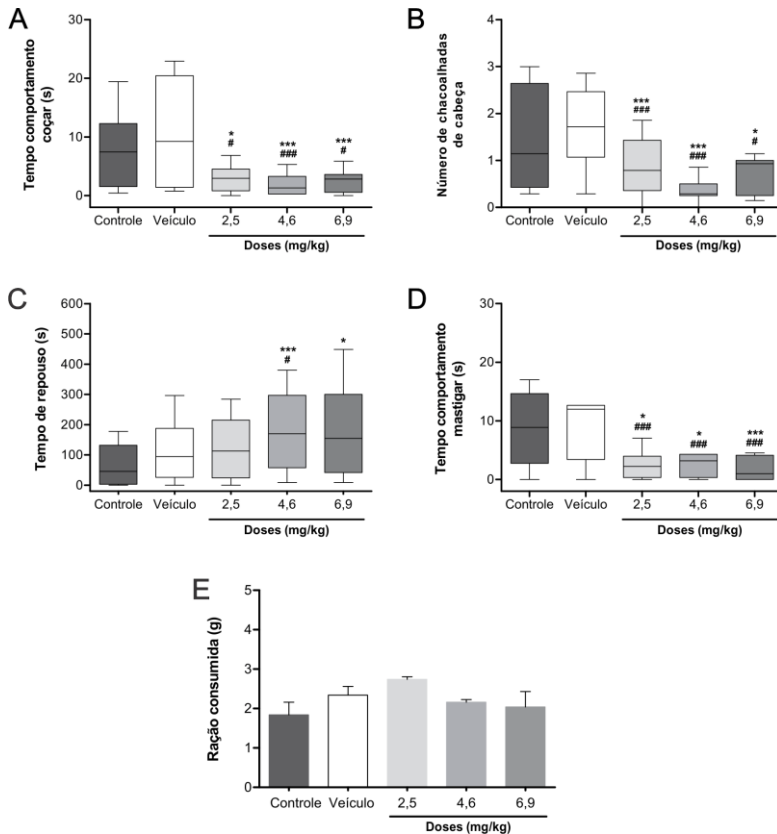 A
Tempo comportamento
coçar (s)
30
20
10
0
*
#
***
###
***
#
Controle Veículo 2,5 4,6 6,9
Doses (mg/kg)
B
Número de chacoalhadas
de cabeça
4
3
2
1
0
***
###
***
###
*
#
Controle Veículo 2,5 4,6 6,9
Doses (mg/kg)
C
Tempo de repouso (s)
600
500
400
300
200
100
0
***
#
*
Controle Veículo 2,5 4,6 6,9
Doses (mg/kg)
D
Tempo comportamento
mastigar (s)
30
20
10
0
*
###
*
###
***
###
Controle Veículo 2,5 4,6 6,9
Doses (mg/kg)
E
Ração consumida (g)
5
4
3
2
1
0
Controle Veículo 2,5 4,6 6,9
Doses (mg/kg)